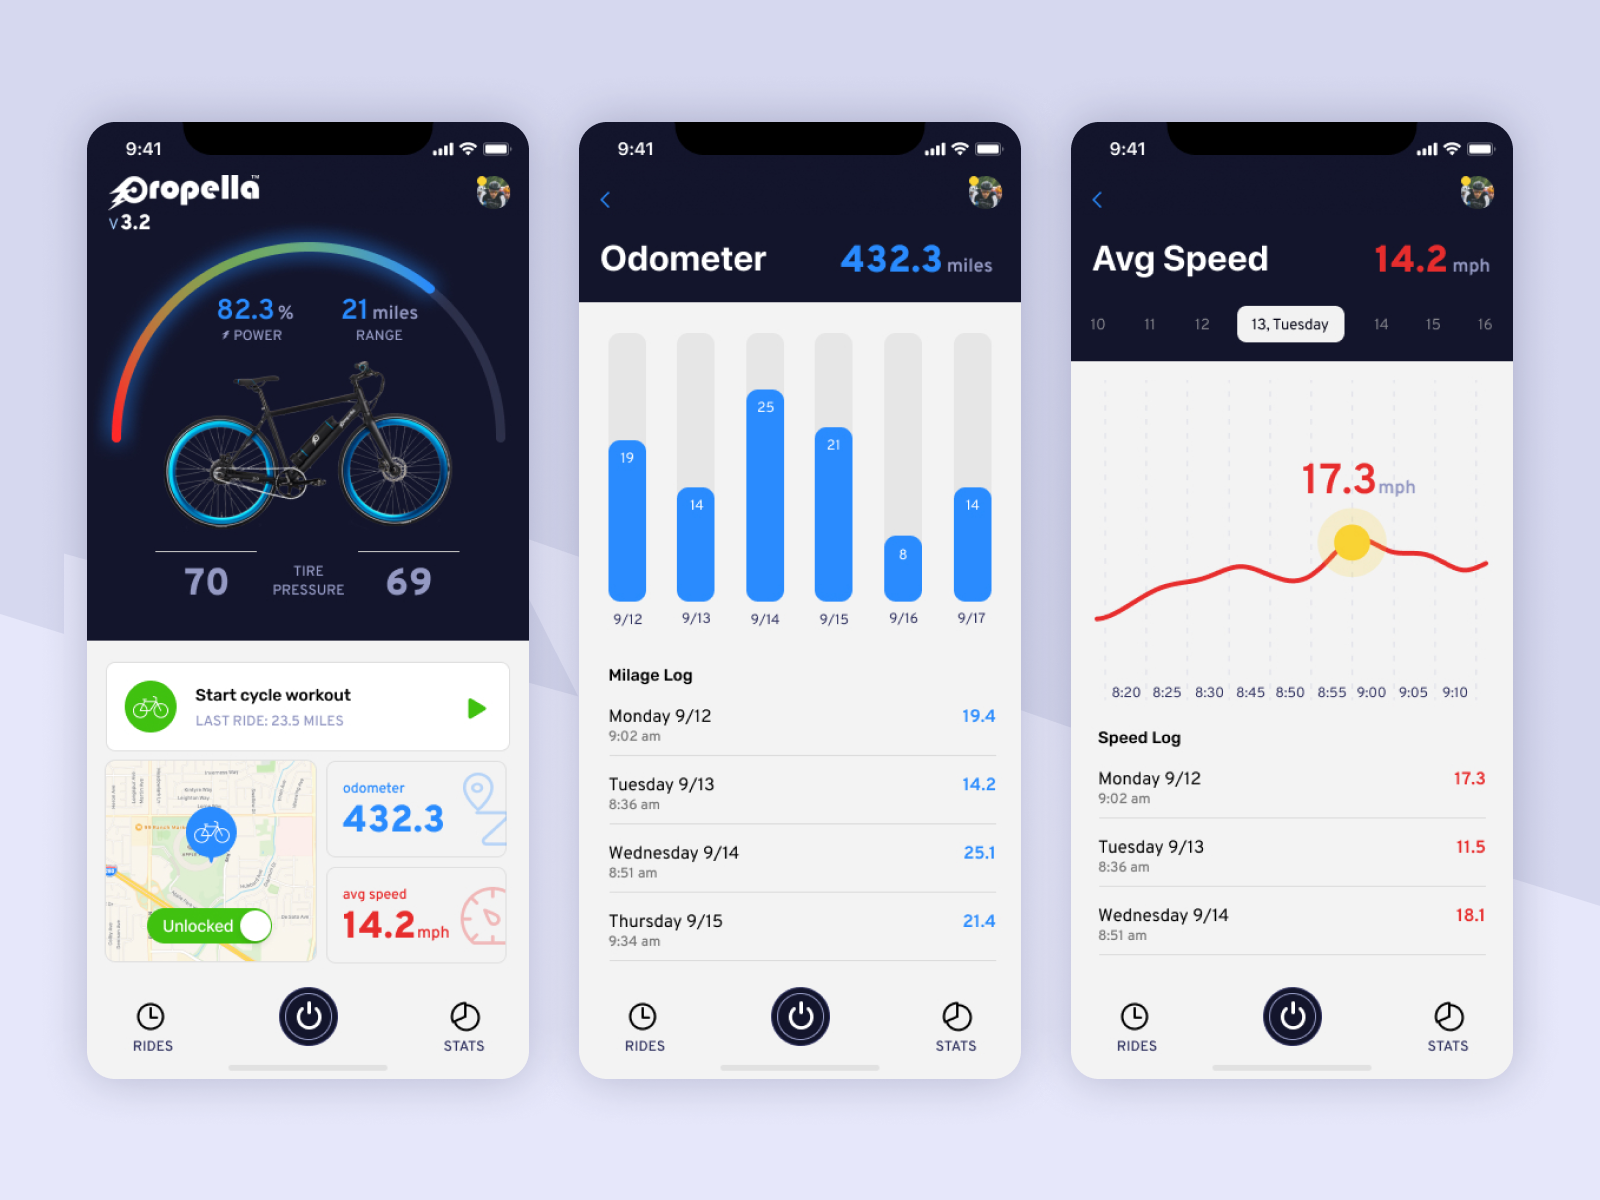 9:41
Propella™
V 3.2
82.3 %
POWER
21 miles
RANGE
70
TIRE
PRESSURE
69
Start cycle workout
LAST RIDE: 23.5 MILES
odometer
432.3
avg speed
14.2 mph
Unlocked
RIDES
STATS
9:41
Odometer 432.3 miles
19
14
25
21
8
14
9/12 9/13 9/14 9/15 9/16 9/17
Milage Log
Monday 9/12 19.4
9:02 am
Tuesday 9/13 14.2
8:36 am
Wednesday 9/14 25.1
8:51 am
Thursday 9/15 21.4
9:34 am
RIDES
STATS
9:41
Avg Speed 14.2 mph
10 11 12 13, Tuesday 14 15 16
17.3 mph
8:20 8:25 8:30 8:45 8:50 8:55 9:00 9:05 9:10
Speed Log
Monday 9/12 17.3
9:02 am
Tuesday 9/13 11.5
8:36 am
Wednesday 9/14 18.1
8:51 am
RIDES
STATS